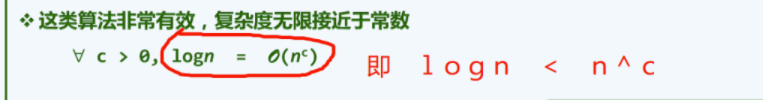 ❖ 这类算法非常有效，复杂度无限接近于常数
∀ c > 0, logn = O(nᶜ) 即 logn < n^c